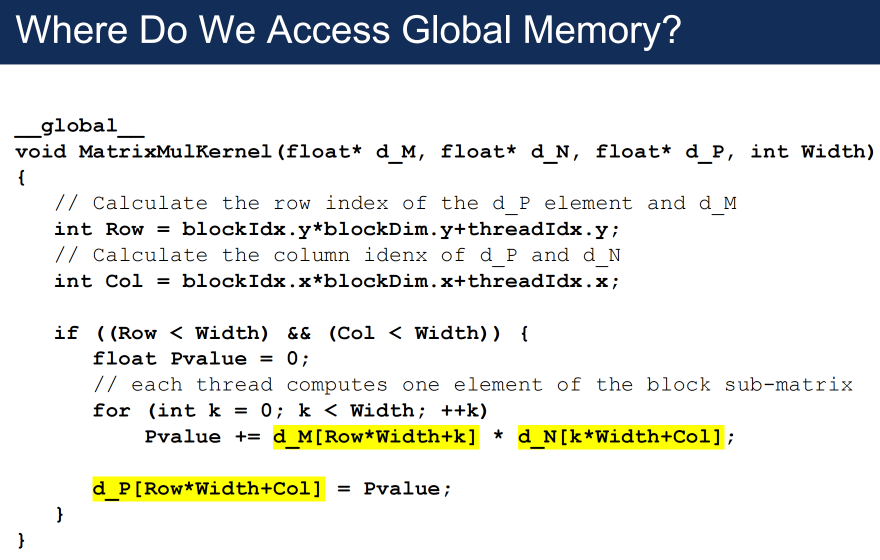 Where Do We Access Global Memory?
__global__
void MatrixMulKernel(float* d_M, float* d_N, float* d_P, int Width)
{
// Calculate the row index of the d_P element and d_M
int Row = blockIdx.y*blockDim.y+threadIdx.y;
// Calculate the column idenx of d_P and d_N
int Col = blockIdx.x*blockDim.x+threadIdx.x;
if ((Row < Width) && (Col < Width)) {
float Pvalue = 0;
// each thread computes one element of the block sub-matrix
for (int k = 0; k < Width; ++k)
Pvalue += d_M[Row*Width+k] * d_N[k*Width+Col];
d_P[Row*Width+Col] = Pvalue;
}
}